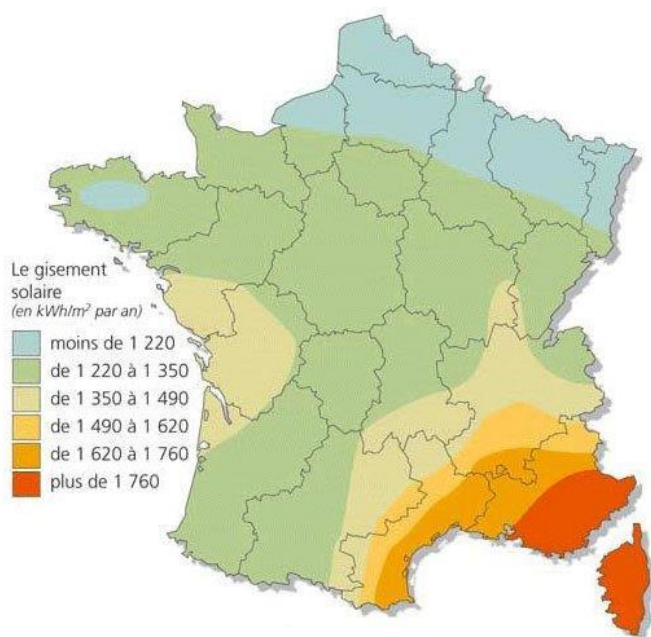 Le gisement
solaire
(en kWh/m² par an)
moins de 1 220
de 1 220 à 1 350
de 1 350 à 1 490
de 1 490 à 1 620
de 1 620 à 1 760
plus de 1 760